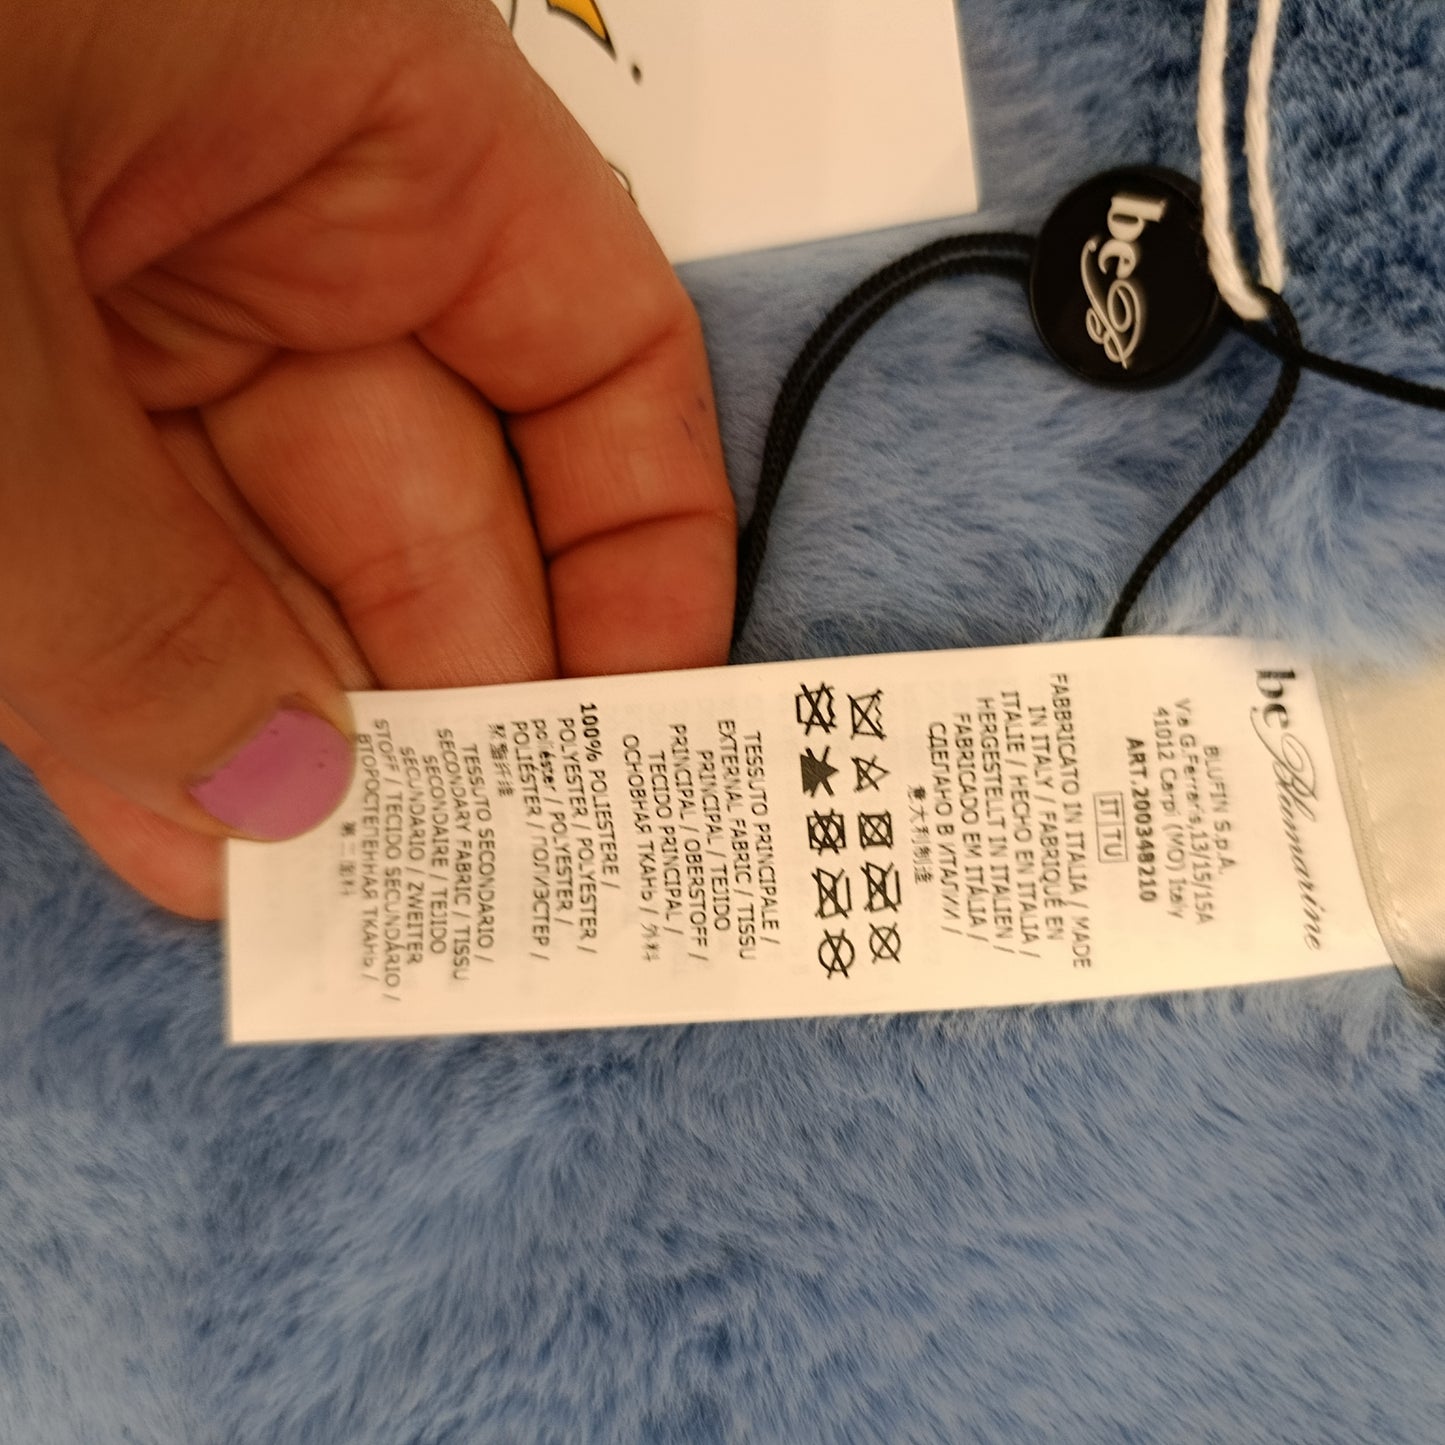 be
be Blumarine
BLUFIN S.p.A.
Via G.Ferraris,13/15/15A
41012 Carpi (MO) Italy
ART.200348210
IT ITU
FABBRICATO IN ITALIA / MADE
IN ITALY / FABRIQUÉ EN
ITALIE / HECHO EN ITALIA /
HERGESTELLT IN ITALIEN /
FABRICADO EM ITÁLIA /
СДЕЛАНО В ИТАЛИИ /
意大利制造
TESSUTO PRINCIPALE /
EXTERNAL FABRIC / TISSU
PRINCIPAL / TEJIDO
PRINCIPAL / OBERSTOFF /
TECIDO PRINCIPAL /
ОСНОВНАЯ ТКАНЬ / 外料
100% POLIESTERE /
POLYESTER / POLYESTER /
poliéster / POLYESTER /
POLIÉSTER / ПОЛИЭСТЕР /
聚酯纤维
TESSUTO SECONDARIO /
SECONDARY FABRIC / TISSU
SECONDAIRE / TEJIDO
SECUNDARIO / ZWEITER
STOFF / TECIDO SECUNDÁRIO /
ВТОРОСТЕПЕННАЯ ТКАНЬ /
第二面料